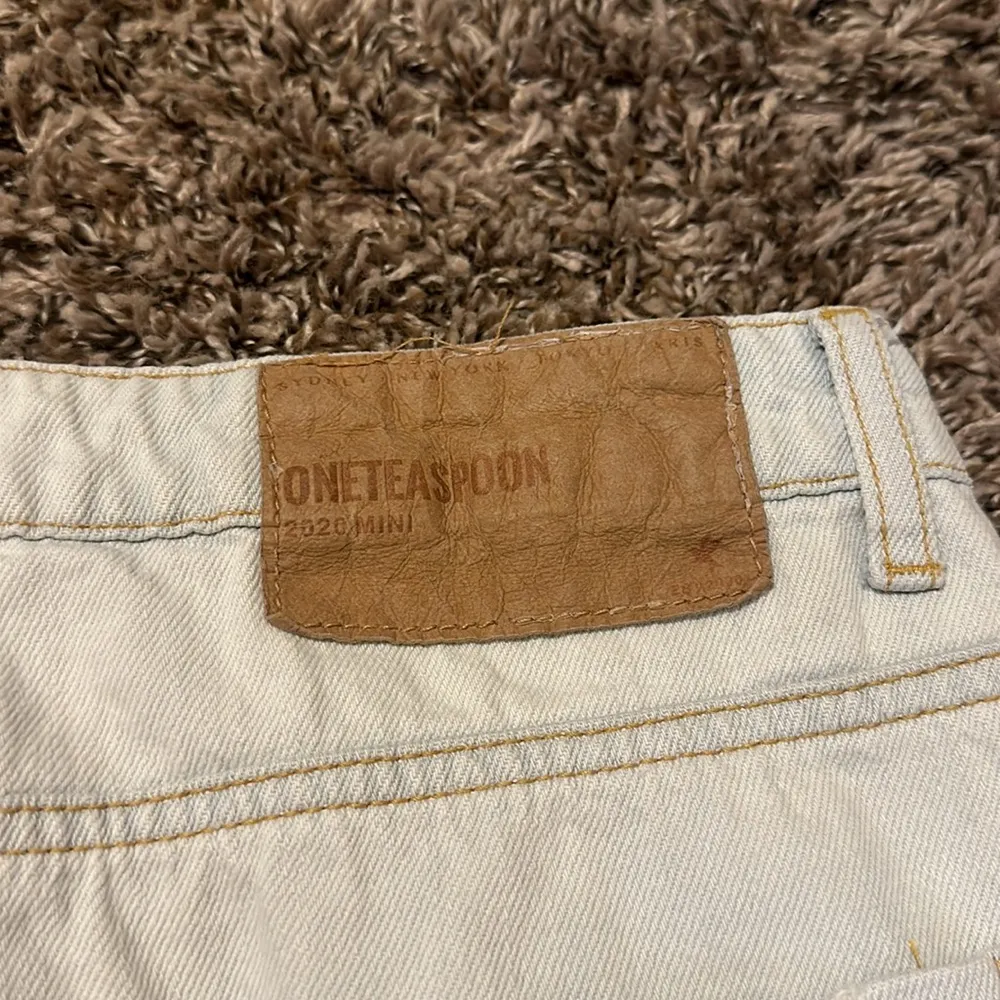 SYDNEY NEW YORK TOKYO PARIS
ONETEASPOON
2020 MINI